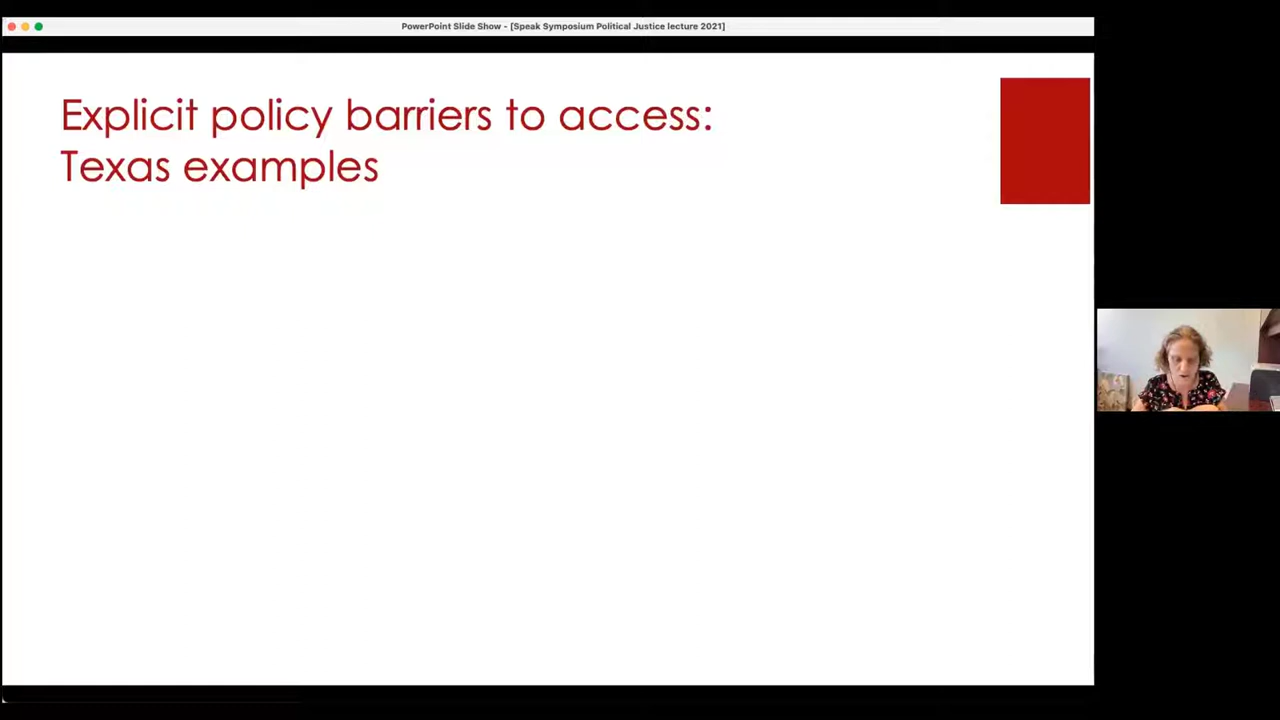 PowerPoint Slide Show - [Speak Symposium Political Justice lecture 2021]
Explicit policy barriers to access:
Texas examples